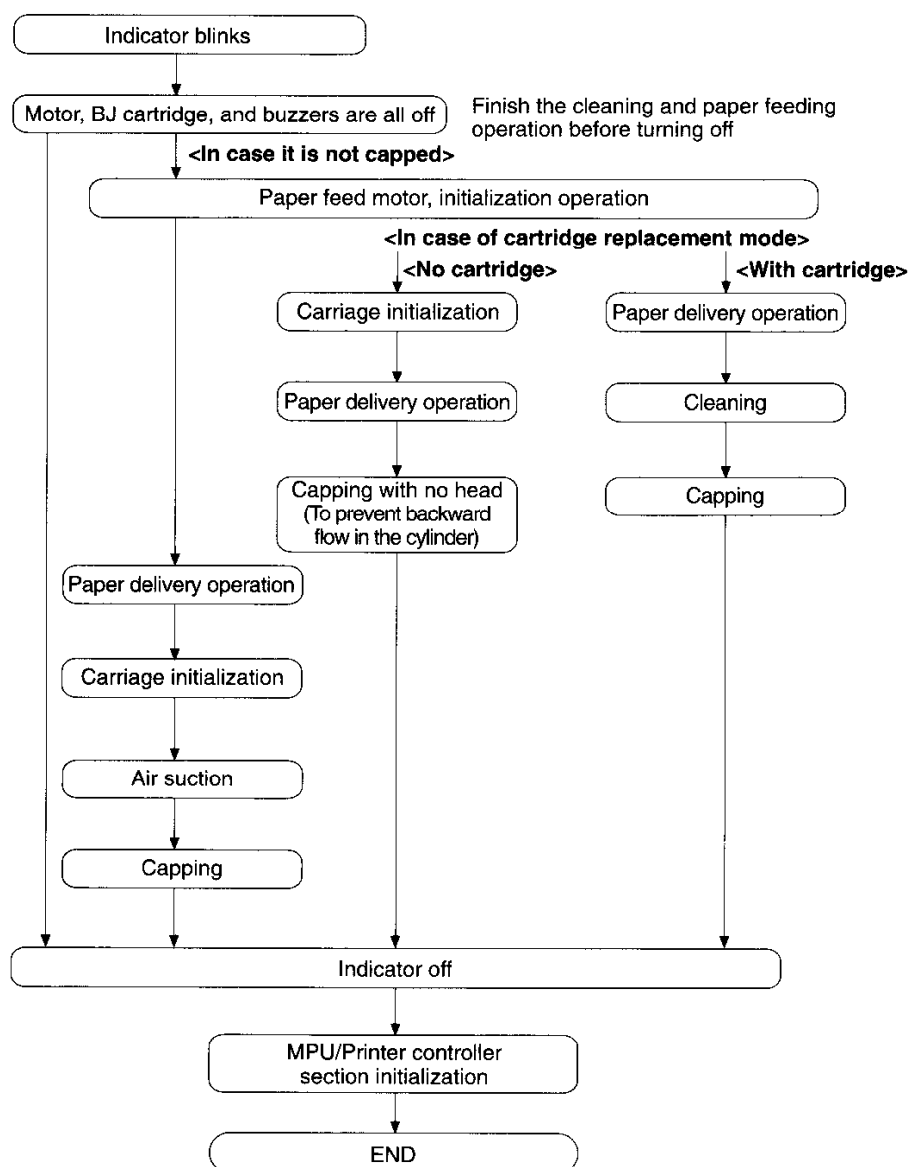 Indicator blinks
Motor, BJ cartridge, and buzzers are all off
Finish the cleaning and paper feeding
operation before turning off
<In case it is not capped>
Paper feed motor, initialization operation
<In case of cartridge replacement mode>
<No cartridge>
<With cartridge>
Carriage initialization
Paper delivery operation
Paper delivery operation
Cleaning
Capping with no head
(To prevent backward
flow in the cylinder)
Capping
Paper delivery operation
Carriage initialization
Air suction
Capping
Indicator off
MPU/Printer controller
section initialization
END